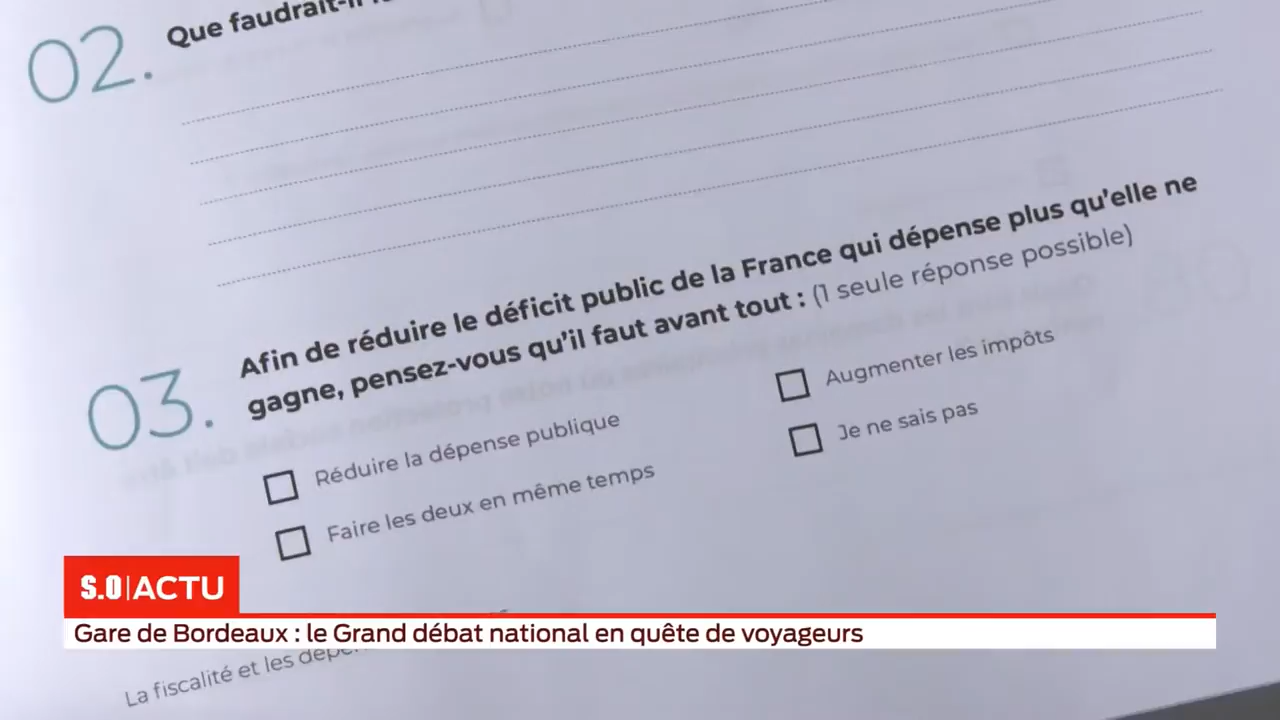 02.
Que faudrait-il
03.
Afin de réduire le déficit public de la France qui dépense plus qu'elle ne
gagne, pensez-vous qu'il faut avant tout : (1 seule réponse possible)
Réduire la dépense publique
Augmenter les impôts
Faire les deux en même temps
Je ne sais pas
S.O|ACTU
Gare de Bordeaux : le Grand débat national en quête de voyageurs
La fiscalité et les